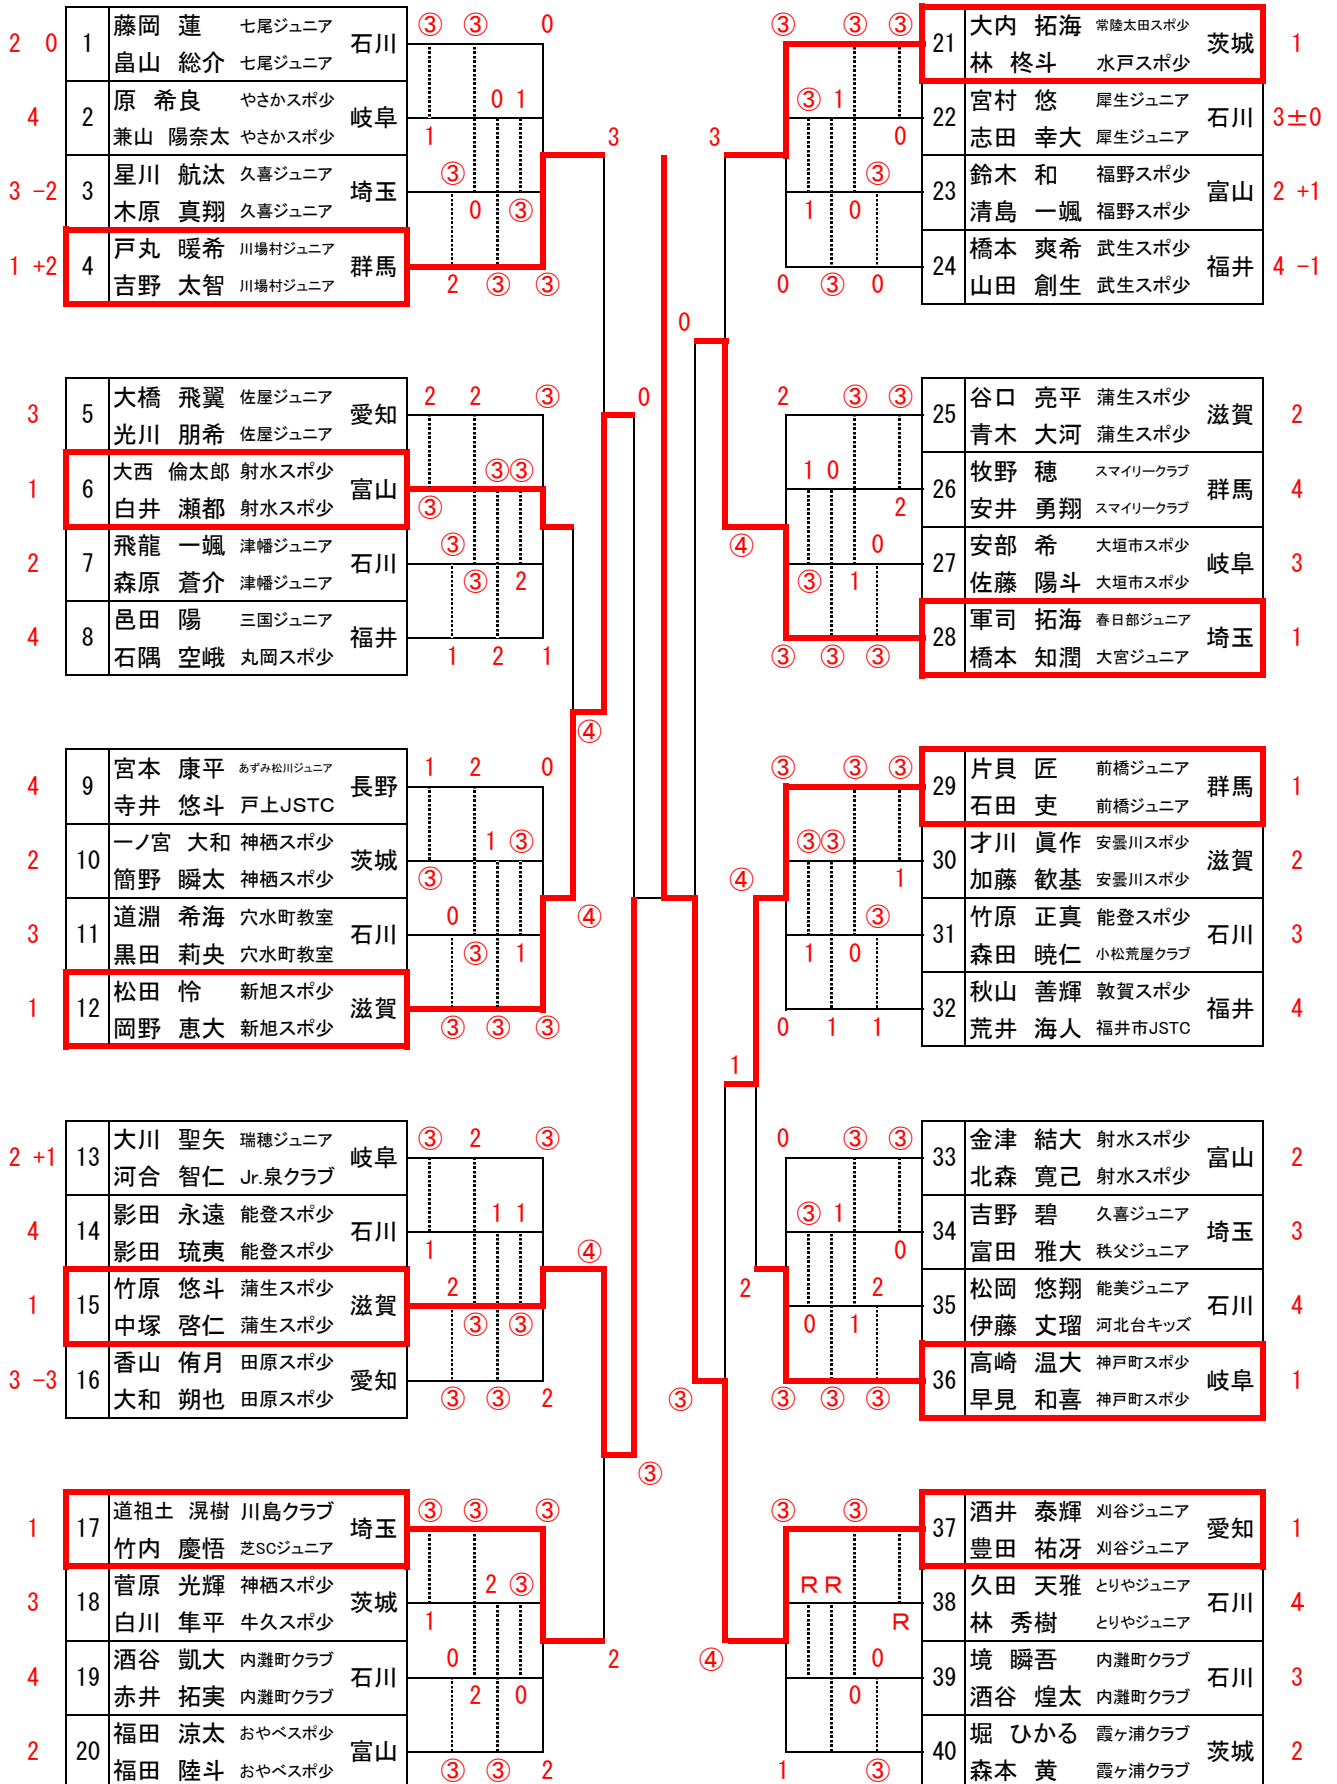 2 0 1 藤岡 蓮 七尾ジュニア 石川 ③ ③ 0
畠山 総介 七尾ジュニア
4 2 原 希良 やさかスポ少 岐阜 0 1
兼山 陽奈太 やさかスポ少 1
3 -2 3 星川 航汰 久喜ジュニア 埼玉 ③
木原 真翔 久喜ジュニア 0 ③
1 +2 4 戸丸 暖希 川場村ジュニア 群馬
吉野 太智 川場村ジュニア 2 ③ ③
3
3 5 大橋 飛翼 佐屋ジュニア 愛知 2 2 ③
光川 朋希 佐屋ジュニア
1 6 大西 倫太郎 射水スポ少 富山 ③③
白井 瀬都 射水スポ少 ③
2 7 飛龍 一颯 津幡ジュニア 石川 ③
森原 蒼介 津幡ジュニア ③ 2
4 8 邑田 陽 三国ジュニア 福井
石隅 空峨 丸岡スポ少 1 2 1
0
④
4 9 宮本 康平 あずみ松川ジュニア 長野 1 2 0
寺井 悠斗 戸上JSTC
2 10 一ノ宮 大和 神栖スポ少 茨城 1 ③
簡野 瞬太 神栖スポ少 ③
3 11 道淵 希海 穴水町教室 石川 0
黒田 莉央 穴水町教室 ③ 1
1 12 松田 怜 新旭スポ少 滋賀
岡野 恵大 新旭スポ少 ③ ③ ③
④
2 +1 13 大川 聖矢 瑞穂ジュニア 岐阜 ③ 2 ③
河合 智仁 Jr.泉クラブ
4 14 影田 永遠 能登スポ少 石川 1 1
影田 琉夷 能登スポ少 1
1 15 竹原 悠斗 蒲生スポ少 滋賀 2
中塚 啓仁 蒲生スポ少 ③ ③
3 -3 16 香山 侑月 田原スポ少 愛知
大和 朔也 田原スポ少 ③ ③ 2
④
③
1 17 道祖土 滉樹 川島クラブ 埼玉 ③ ③ ③
竹内 慶悟 芝SCジュニア
3 18 菅原 光輝 神栖スポ少 茨城 2 ③
白川 隼平 牛久スポ少 1
4 19 酒谷 凱大 内灘町クラブ 石川 0
赤井 拓実 内灘町クラブ 2 0
2 20 福田 涼太 おやべスポ少 富山
福田 陸斗 おやべスポ少 ③ ③ 2
2
③ ③ ③ 21 大内 拓海 常陸太田スポ少 茨城 1
林 柊斗 水戸スポ少
③ 1 22 宮村 悠 犀生ジュニア 石川 3±0
0 志田 幸大 犀生ジュニア
③ 23 鈴木 和 福野スポ少 富山 2 +1
1 0 清島 一颯 福野スポ少
24 橋本 爽希 武生スポ少 福井 4 -1
0 ③ 0 山田 創生 武生スポ少
3
0
2 ③ ③ 25 谷口 亮平 蒲生スポ少 滋賀 2
青木 大河 蒲生スポ少
1 0 26 牧野 穂 スマイリークラブ 群馬 4
2 安井 勇翔 スマイリークラブ
0 27 安部 希 大垣市スポ少 岐阜 3
③ 1 佐藤 陽斗 大垣市スポ少
28 軍司 拓海 春日部ジュニア 埼玉 1
③ ③ ③ 橋本 知潤 大宮ジュニア
④
③ ③ ③ 29 片貝 匠 前橋ジュニア 群馬 1
石田 吏 前橋ジュニア
③③ 30 才川 眞作 安曇川スポ少 滋賀 2
1 加藤 歓基 安曇川スポ少
③ 31 竹原 正真 能登スポ少 石川 3
1 0 森田 暁仁 小松荒屋クラブ
32 秋山 善輝 敦賀スポ少 福井 4
0 1 1 荒井 海人 福井市JSTC
④
1
0 ③ ③ 33 金津 結大 射水スポ少 富山 2
北森 寛己 射水スポ少
③ 1 34 吉野 碧 久喜ジュニア 埼玉 3
0 富田 雅大 秩父ジュニア
2 35 松岡 悠翔 能美ジュニア 石川 4
0 1 伊藤 丈瑠 河北台キッズ
36 高崎 温大 神戸町スポ少 岐阜 1
③ ③ ③ 早見 和喜 神戸町スポ少
2
③
③ ③ 37 酒井 泰輝 刈谷ジュニア 愛知 1
豊田 祐冴 刈谷ジュニア
R R 38 久田 天雅 とりやジュニア 石川 4
R 林 秀樹 とりやジュニア
0 39 境 瞬吾 内灘町クラブ 石川 3
0 酒谷 煌太 内灘町クラブ
40 堀 ひかる 霞ヶ浦クラブ 茨城 2
1 ③ 森本 黄 霞ヶ浦クラブ
④